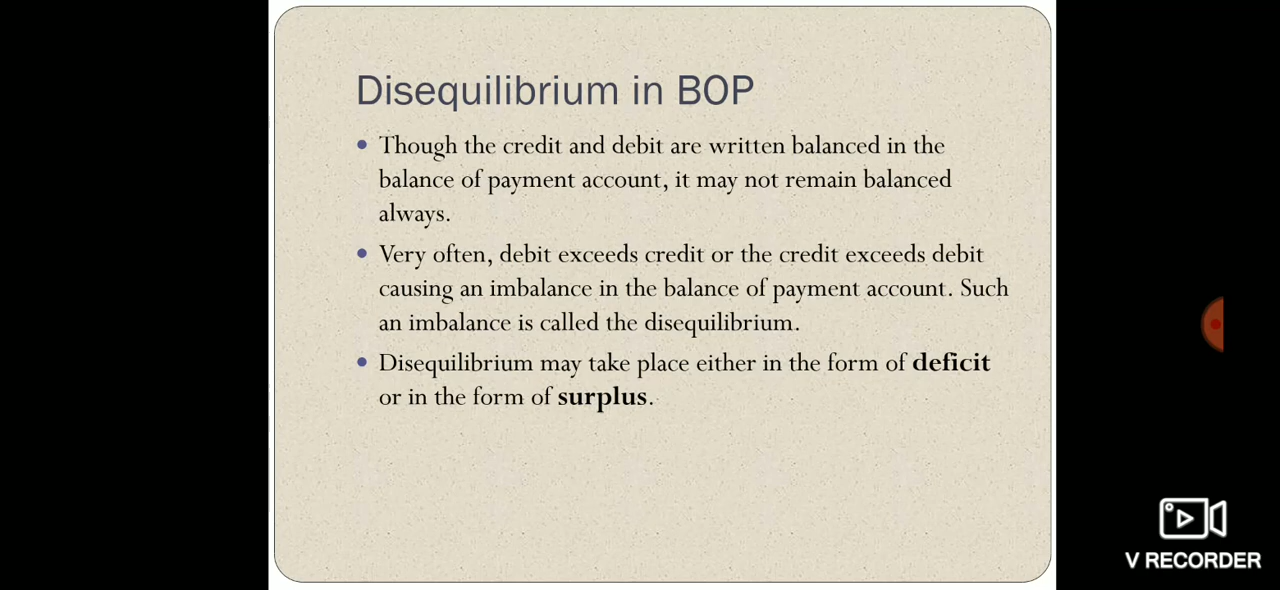 Disequilibrium in BOP
Though the credit and debit are written balanced in the
balance of payment account, it may not remain balanced
always.
Very often, debit exceeds credit or the credit exceeds debit
causing an imbalance in the balance of payment account. Such
an imbalance is called the disequilibrium.
Disequilibrium may take place either in the form of deficit
or in the form of surplus.
V RECORDER